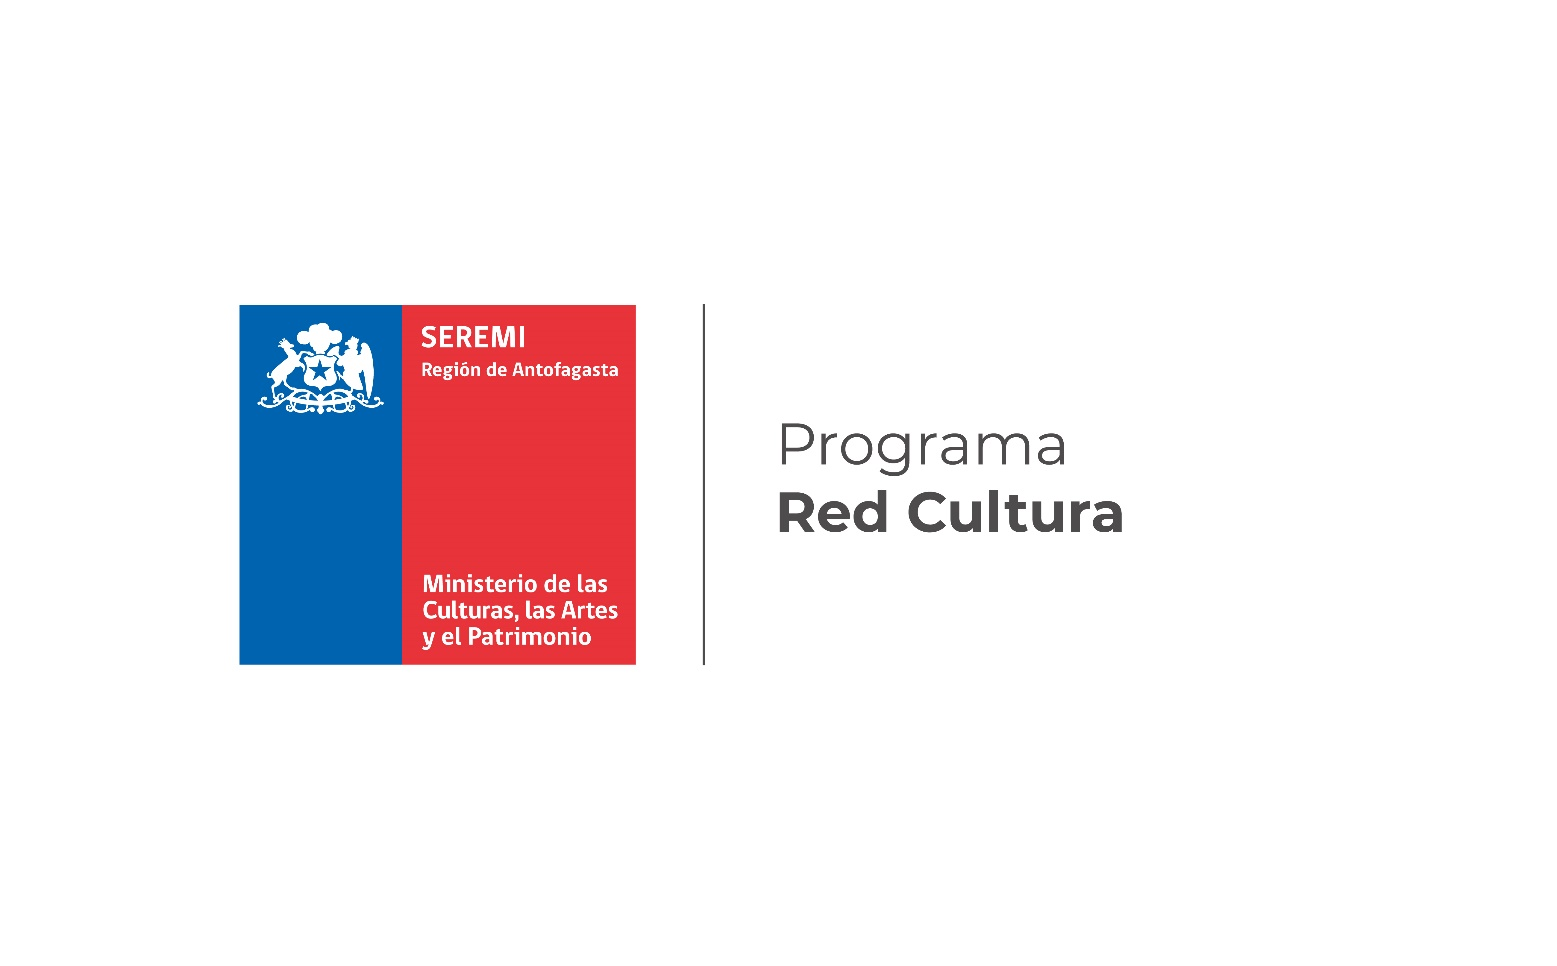 SEREMI
Región de Antofagasta
Ministerio de las
Culturas, las Artes
y el Patrimonio
Programa
Red Cultura